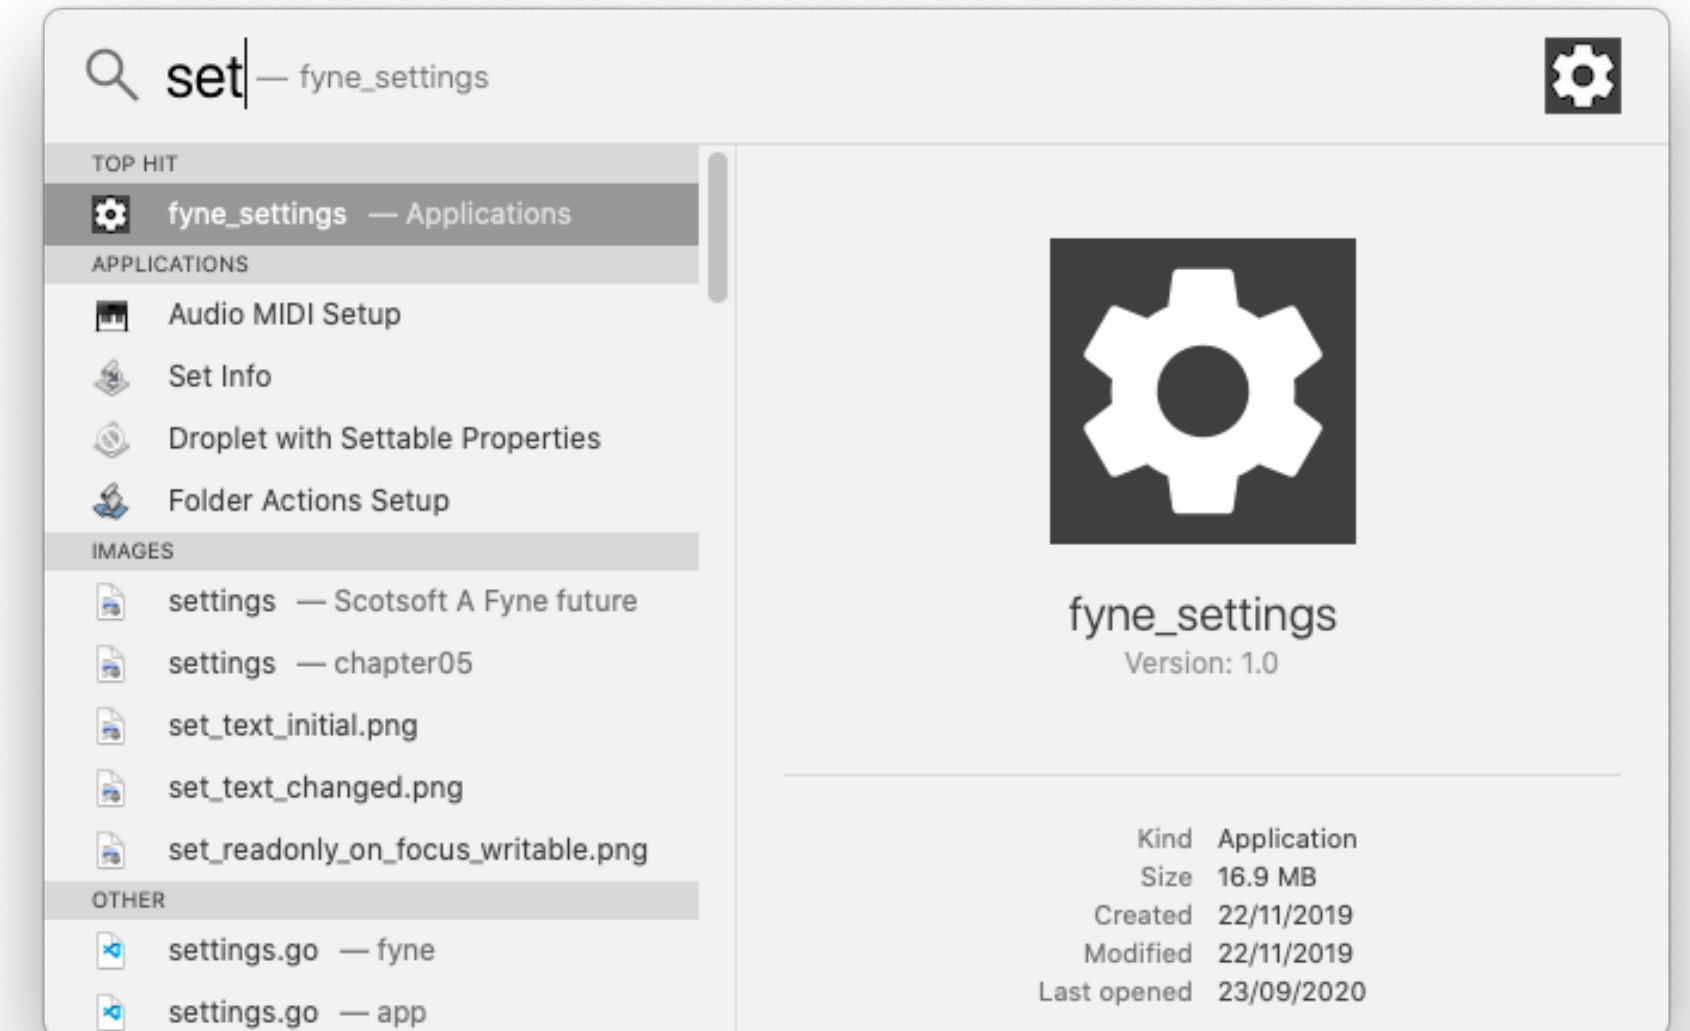 set — fyne_settings
TOP HIT
fyne_settings — Applications
APPLICATIONS
Audio MIDI Setup
Set Info
Droplet with Settable Properties
Folder Actions Setup
IMAGES
settings — Scotsoft A Fyne future
settings — chapter05
set_text_initial.png
set_text_changed.png
set_readonly_on_focus_writable.png
OTHER
settings.go — fyne
settings.go — app
fyne_settings
Version: 1.0
Kind Application
Size 16.9 MB
Created 22/11/2019
Modified 22/11/2019
Last opened 23/09/2020